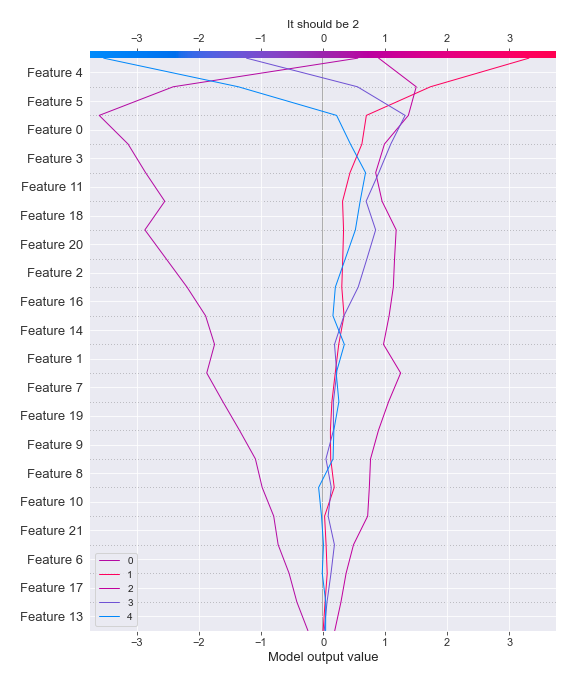 It should be 2
−3 −2 −1 0 1 2 3
Feature 4
Feature 5
Feature 0
Feature 3
Feature 11
Feature 18
Feature 20
Feature 2
Feature 16
Feature 14
Feature 1
Feature 7
Feature 19
Feature 9
Feature 8
Feature 10
Feature 21
Feature 6
Feature 17
Feature 13
0
1
2
3
4
−3 −2 −1 0 1 2 3
Model output value